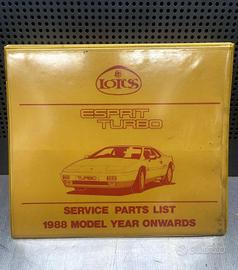 LOTUS
ESPRIT
TURBO
TURBO
SERVICE PARTS LIST
1988 MODEL YEAR ONWARDS